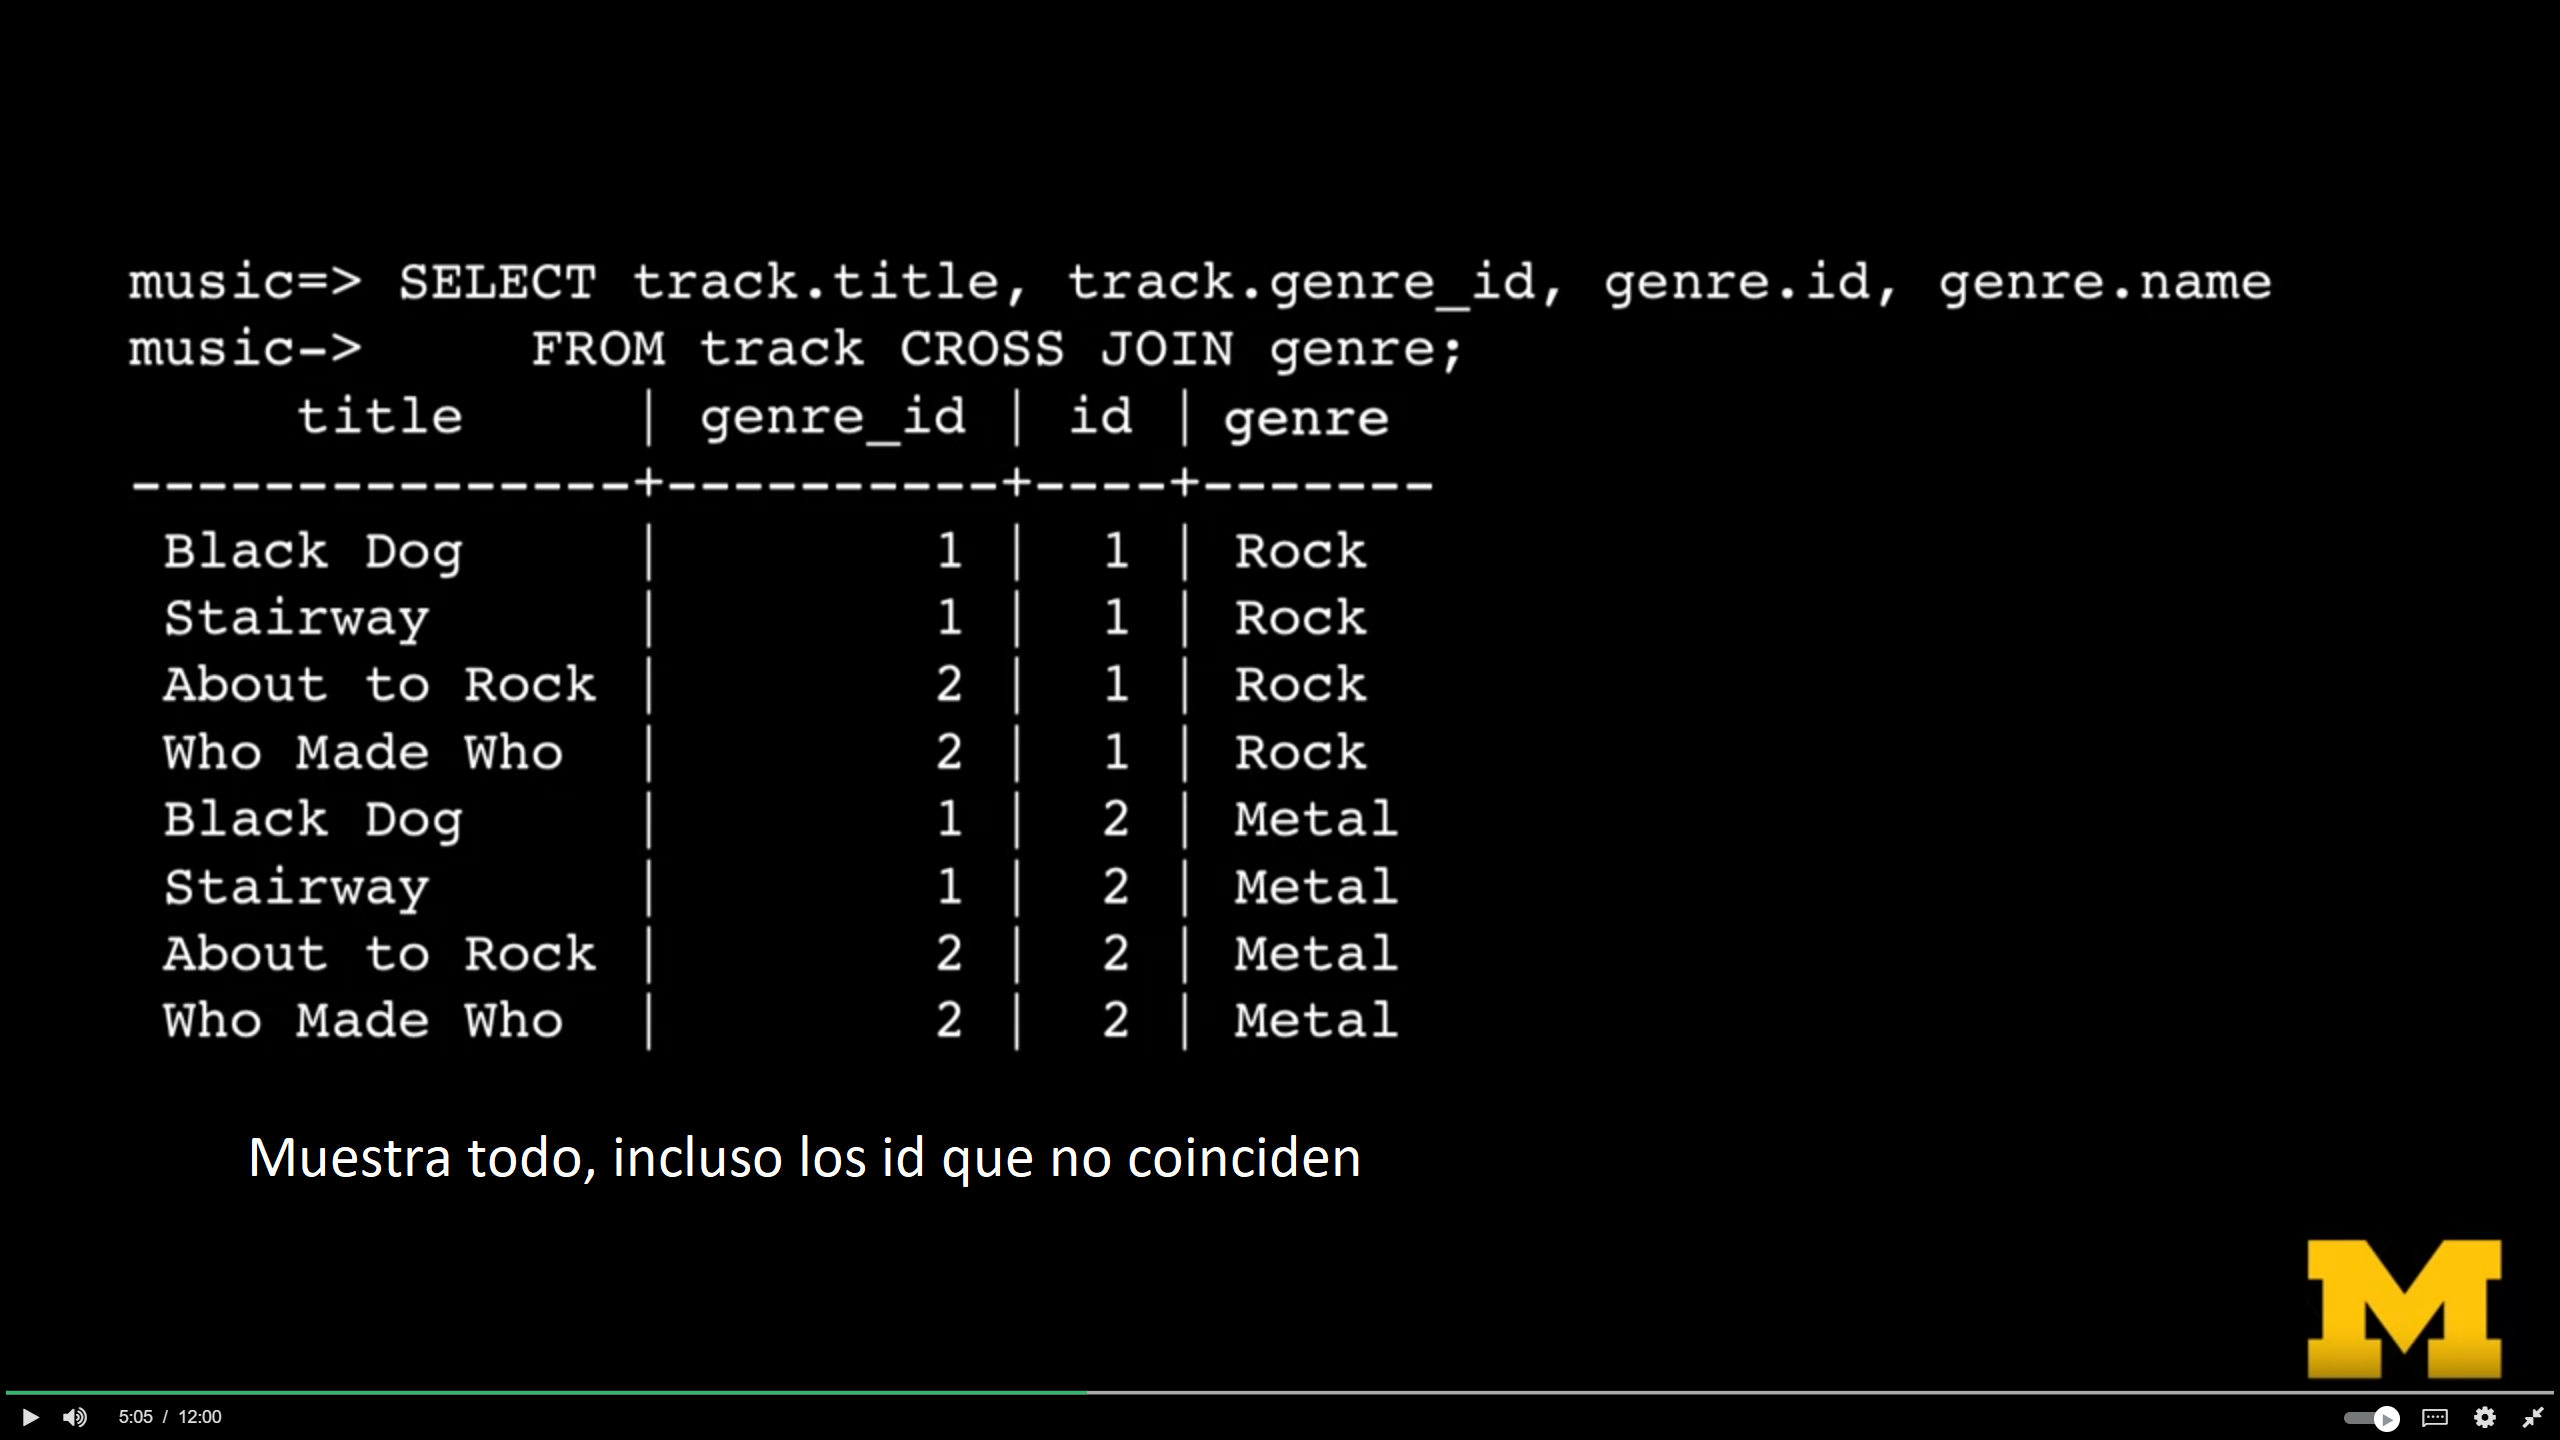 music=> SELECT track.title, track.genre_id, genre.id, genre.name
music->     FROM track CROSS JOIN genre;
     title     | genre_id | id | genre
---------------+----------+----+-------
 Black Dog     |        1 |  1 | Rock
 Stairway      |        1 |  1 | Rock
 About to Rock |        2 |  1 | Rock
 Who Made Who  |        2 |  1 | Rock
 Black Dog     |        1 |  2 | Metal
 Stairway      |        1 |  2 | Metal
 About to Rock |        2 |  2 | Metal
 Who Made Who  |        2 |  2 | Metal
Muestra todo, incluso los id que no coinciden
M
5:05 / 12:00